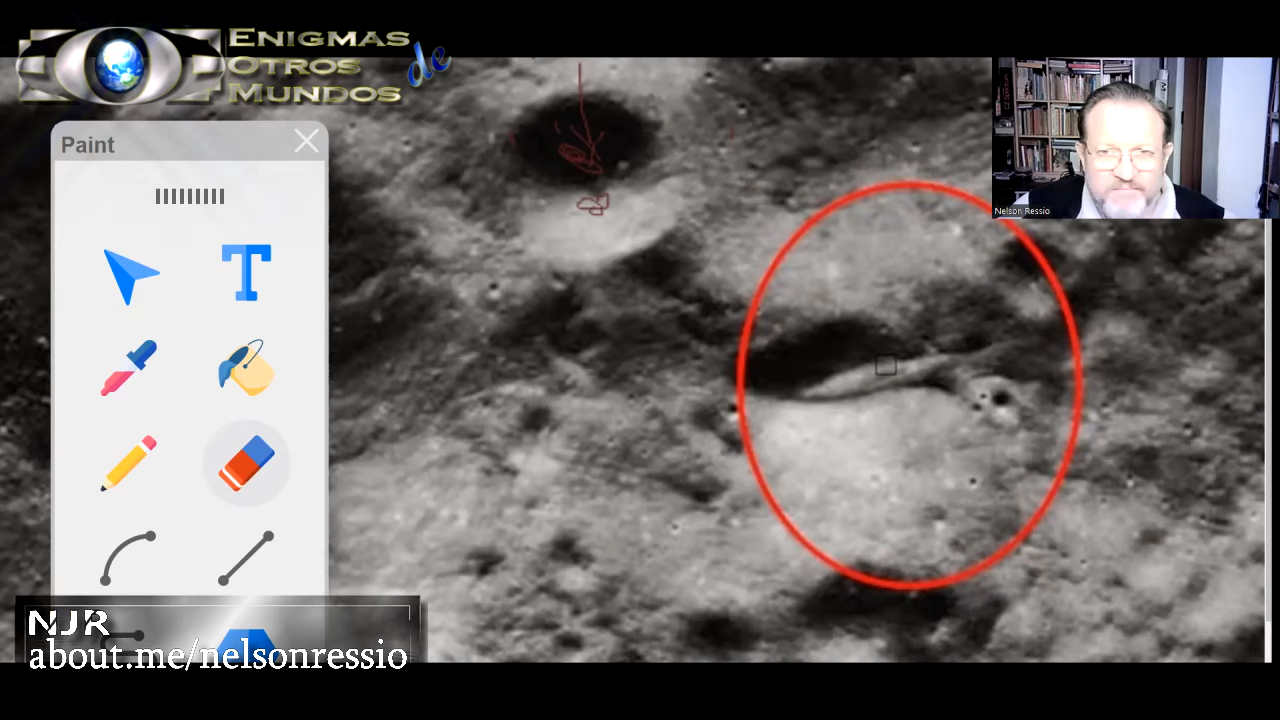 ENIGMAS
de
OTROS
MUNDOS
Paint
Nelson Ressio
NJR
about.me/nelsonressio